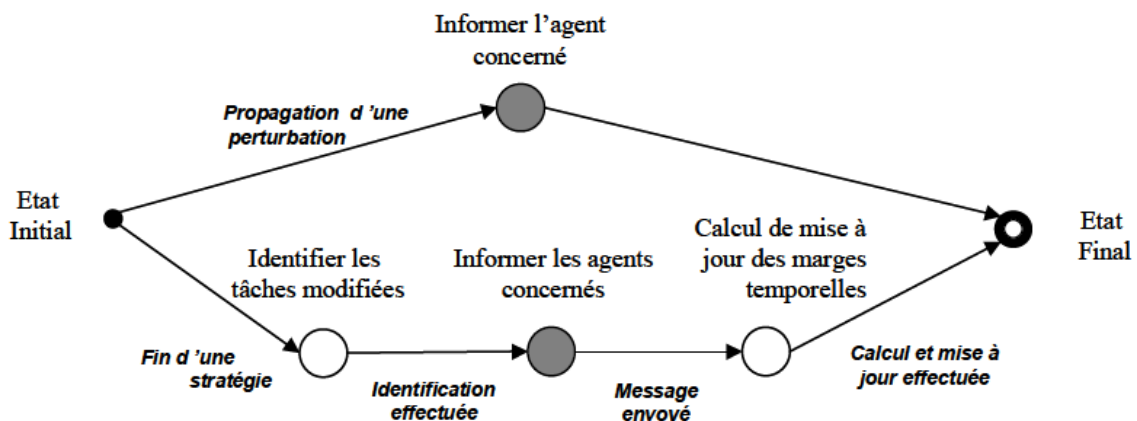 Informer l’agent
concerné
Propagation d ’une
perturbation
Etat
Initial
Etat
Final
Identifier les
tâches modifiées
Informer les agents
concernés
Calcul de mise à
jour des marges
temporelles
Fin d ’une
stratégie
Identification
effectuée
Message
envoyé
Calcul et mise à
jour effectuée